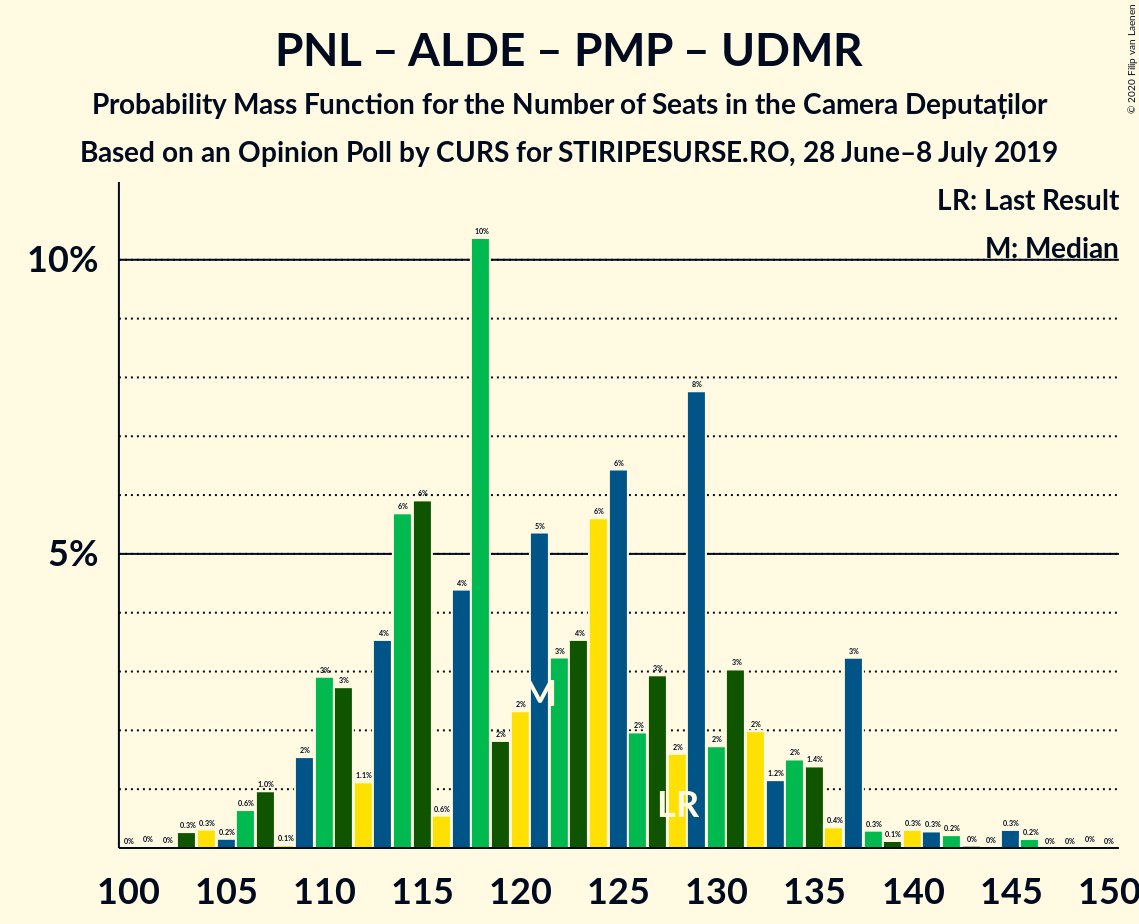 PNL – ALDE – PMP – UDMR
Probability Mass Function for the Number of Seats in the Camera Deputaților
Based on an Opinion Poll by CURS for STIRIPESURSE.RO, 28 June–8 July 2019
© 2020 Filip van Laenen
LR: Last Result
M: Median
10%
5%
0% 0% 0% 0.3% 0.3% 0.2% 0.6% 1.0% 0.1% 2% 3% 3% 1.1% 4% 6% 6% 0.6% 4% 10% 2% 2% 5% 3% 4% 6% 6% 2% 3% 2% 8% 2% 3% 2% 1.2% 2% 1.4% 0.4% 3% 0.3% 0.1% 0.3% 0.3% 0.2% 0% 0% 0.3% 0.2% 0% 0% 0% 0%
M
LR
100 105 110 115 120 125 130 135 140 145 150